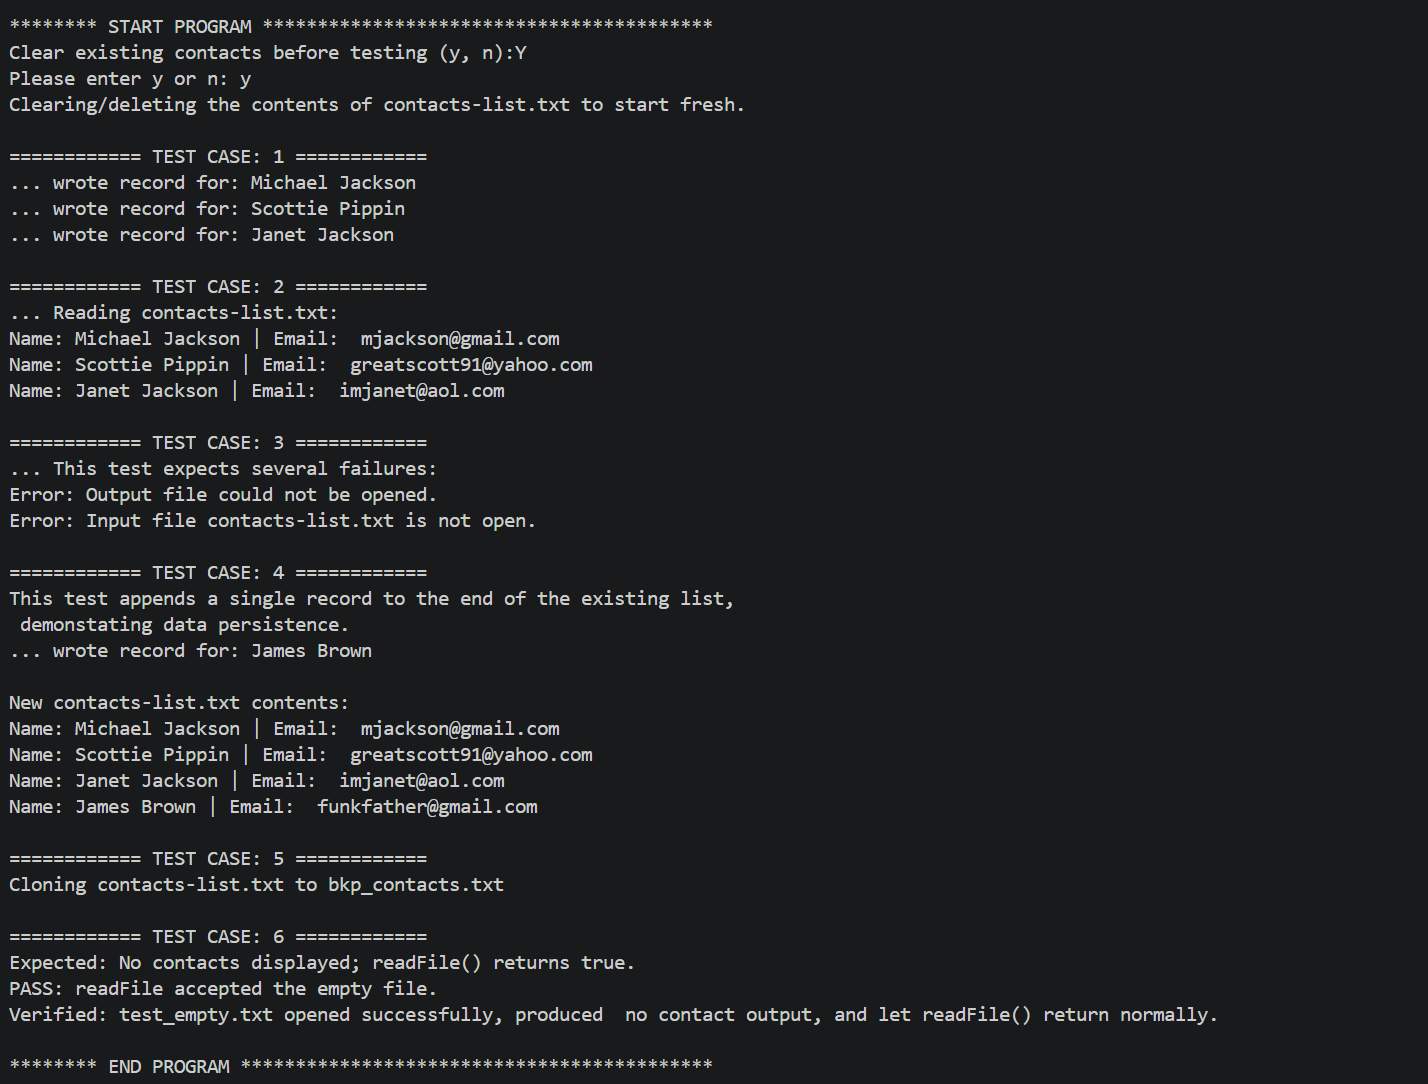 ******** START PROGRAM *****************************************
Clear existing contacts before testing (y, n):Y
Please enter y or n: y
Clearing/deleting the contents of contacts-list.txt to start fresh.
============ TEST CASE: 1 ============
... wrote record for: Michael Jackson
... wrote record for: Scottie Pippin
... wrote record for: Janet Jackson
============ TEST CASE: 2 ============
... Reading contacts-list.txt:
Name: Michael Jackson | Email:  mjackson@gmail.com
Name: Scottie Pippin | Email:  greatscott91@yahoo.com
Name: Janet Jackson | Email:  imjanet@aol.com
============ TEST CASE: 3 ============
... This test expects several failures:
Error: Output file could not be opened.
Error: Input file contacts-list.txt is not open.
============ TEST CASE: 4 ============
This test appends a single record to the end of the existing list,
 demonstating data persistence.
... wrote record for: James Brown
New contacts-list.txt contents:
Name: Michael Jackson | Email:  mjackson@gmail.com
Name: Scottie Pippin | Email:  greatscott91@yahoo.com
Name: Janet Jackson | Email:  imjanet@aol.com
Name: James Brown | Email:  funkfather@gmail.com
============ TEST CASE: 5 ============
Cloning contacts-list.txt to bkp_contacts.txt
============ TEST CASE: 6 ============
Expected: No contacts displayed; readFile() returns true.
PASS: readFile accepted the empty file.
Verified: test_empty.txt opened successfully, produced  no contact output, and let readFile() return normally.
******** END PROGRAM *******************************************